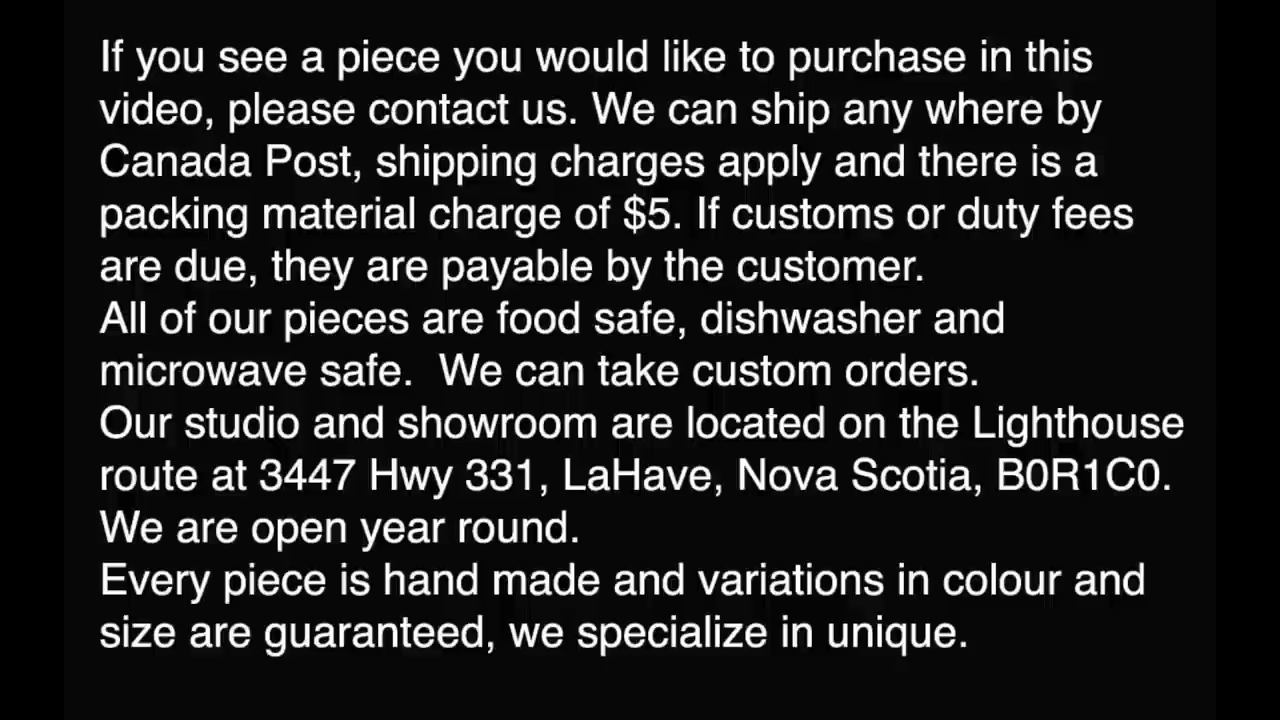 If you see a piece you would like to purchase in this
video, please contact us. We can ship any where by
Canada Post, shipping charges apply and there is a
packing material charge of $5. If customs or duty fees
are due, they are payable by the customer.
All of our pieces are food safe, dishwasher and
microwave safe.  We can take custom orders.
Our studio and showroom are located on the Lighthouse
route at 3447 Hwy 331, LaHave, Nova Scotia, B0R1C0.
We are open year round.
Every piece is hand made and variations in colour and
size are guaranteed, we specialize in unique.